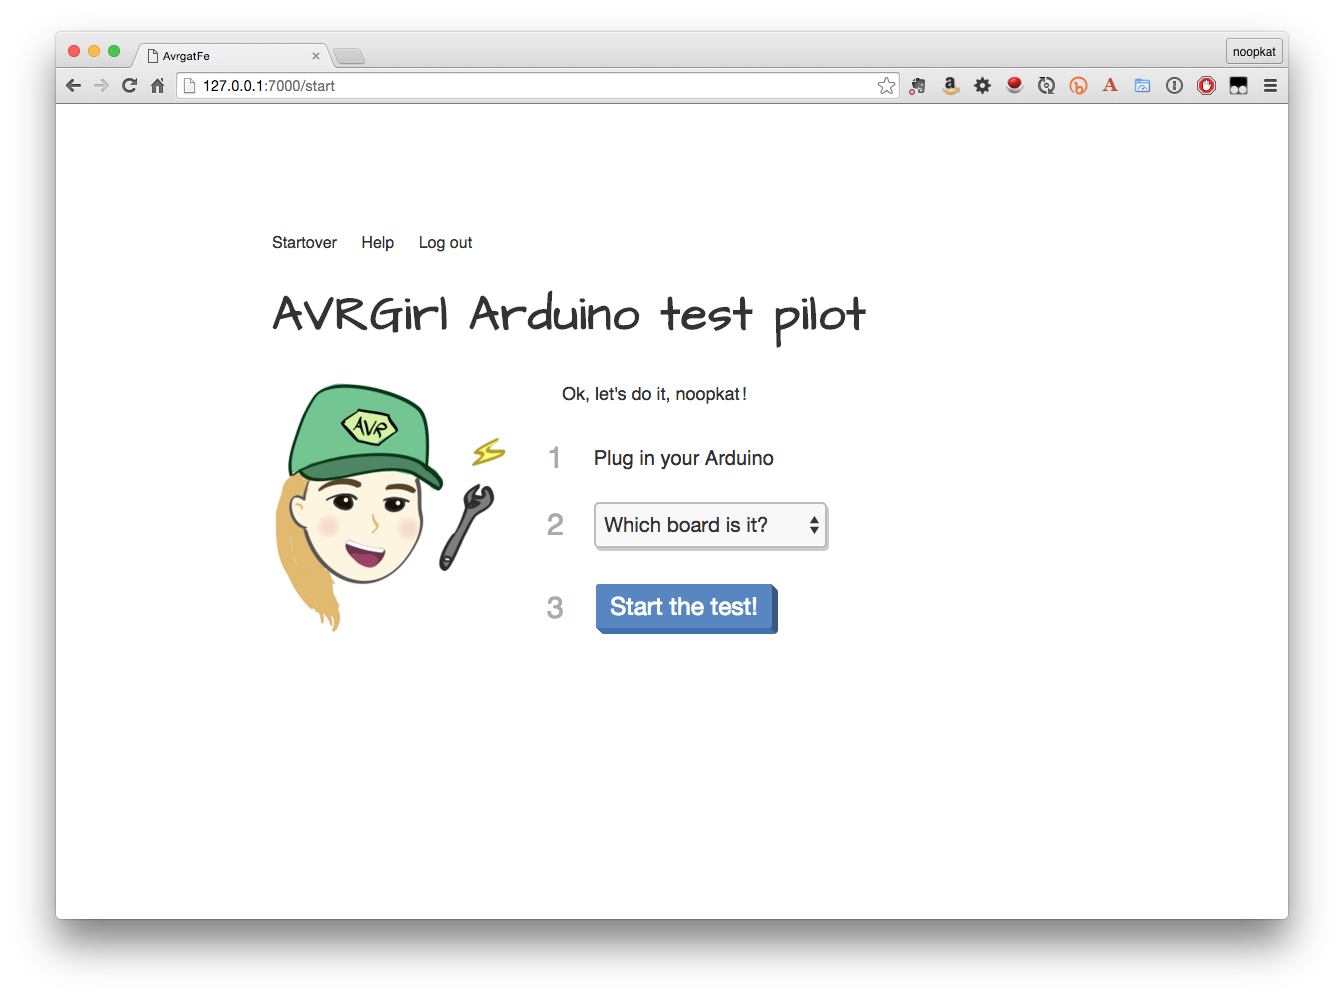 AvrgatFe
noopkat
127.0.0.1:7000/start
Startover Help Log out
AVRGirl Arduino test pilot
AVR
Ok, let's do it, noopkat!
1 Plug in your Arduino
2 Which board is it?
3 Start the test!